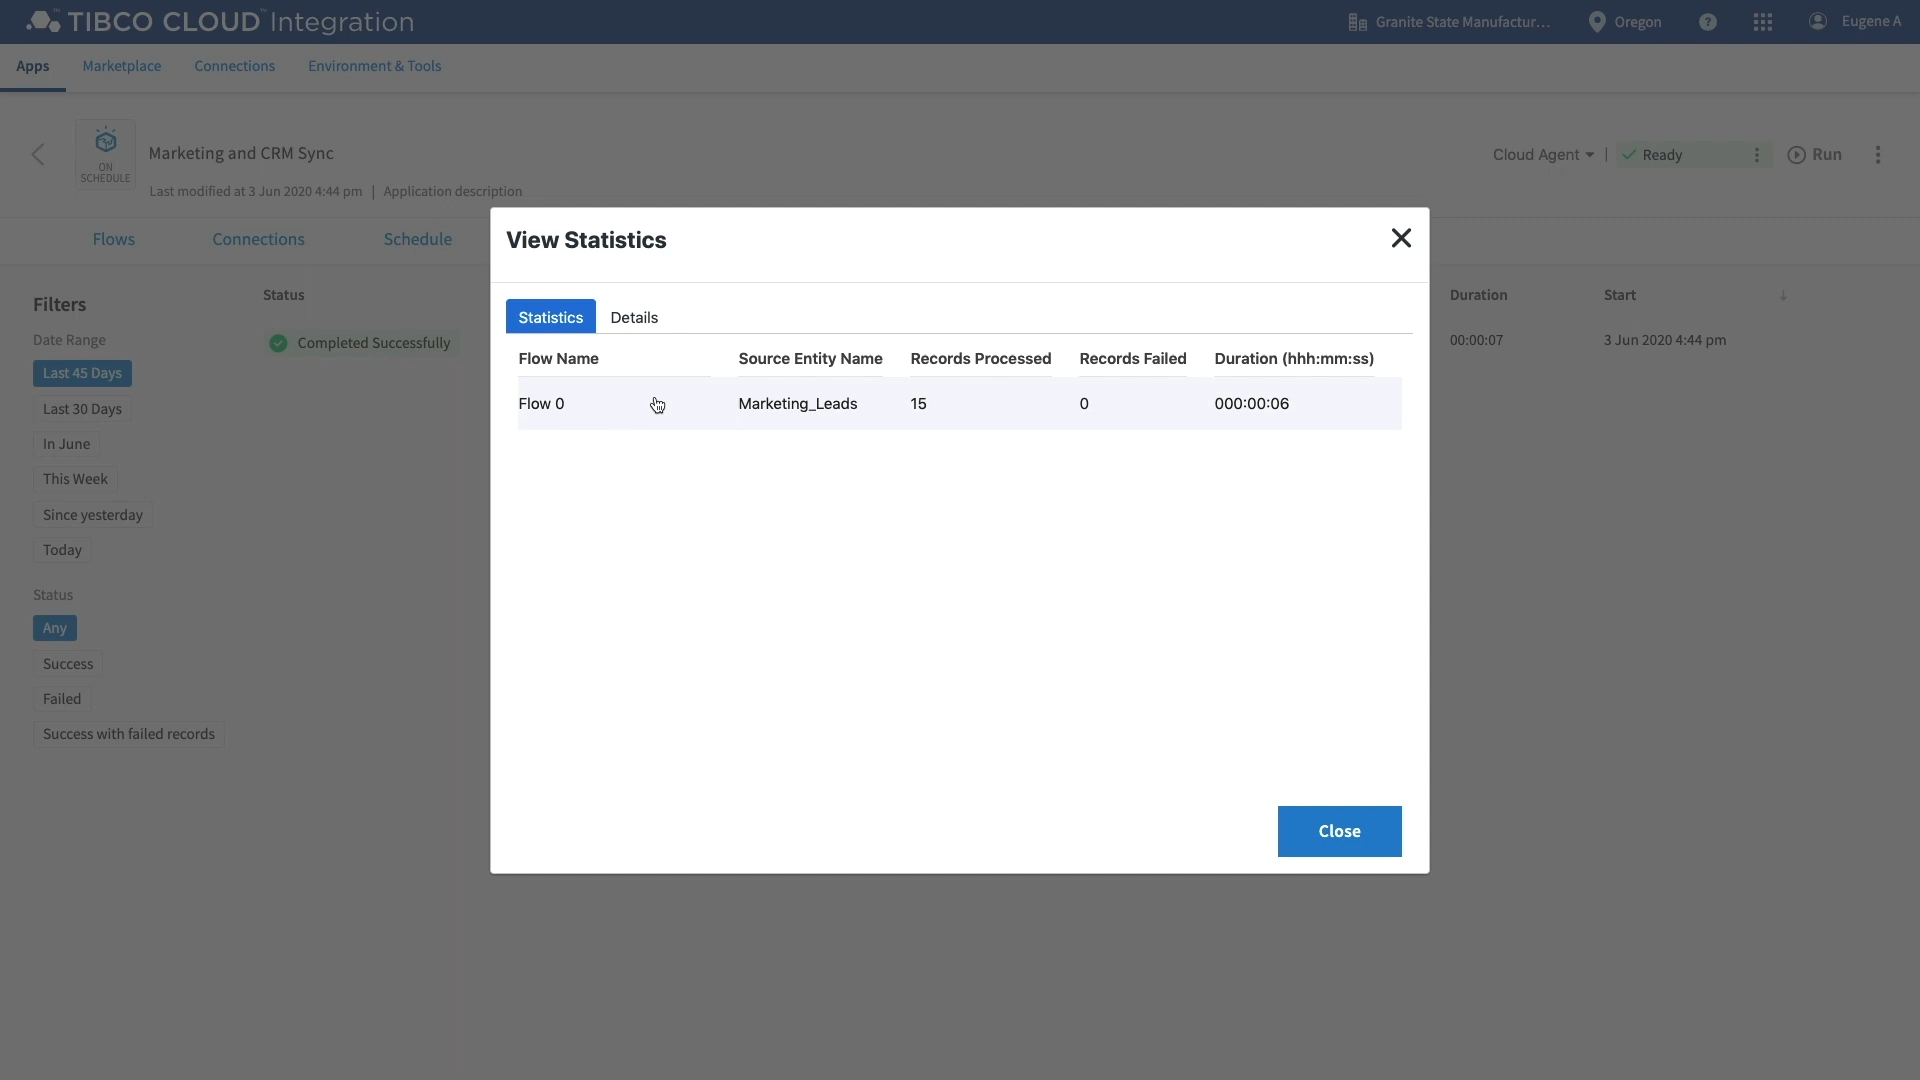 TIBCO CLOUD™ Integration
Granite State Manufactur...
Oregon
?
Eugene A
Apps
Marketplace
Connections
Environment & Tools
ON
SCHEDULE
Marketing and CRM Sync
Last modified at 3 Jun 2020 4:44 pm | Application description
Cloud Agent
Ready
Run
Flows
Connections
Schedule
View Statistics
Filters
Date Range
Last 45 Days
Last 30 Days
In June
This Week
Since yesterday
Today
Status
Any
Success
Failed
Success with failed records
Status
Completed Successfully
Statistics
Details
Flow Name Source Entity Name Records Processed Records Failed Duration (hhh:mm:ss)
Flow 0 Marketing_Leads 15 0 000:00:06
Close
Duration Start
00:00:07 3 Jun 2020 4:44 pm